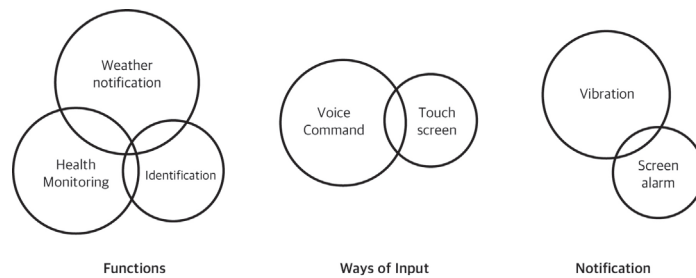 Weather
notification
Health
Monitoring
Identification
Functions
Voice
Command
Touch
screen
Ways of Input
Vibration
Screen
alarm
Notification